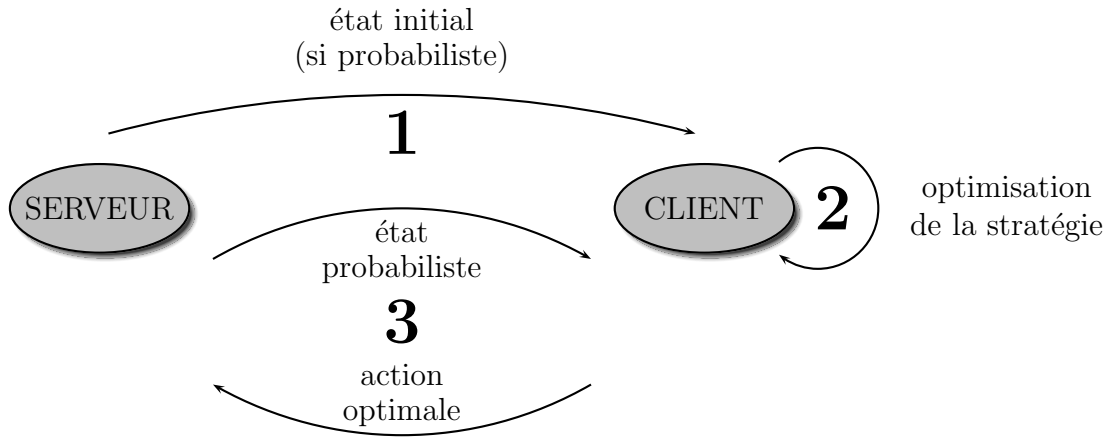 état initial
(si probabiliste)
1
SERVEUR
CLIENT
2
optimisation
de la stratégie
état
probabiliste
3
action
optimale